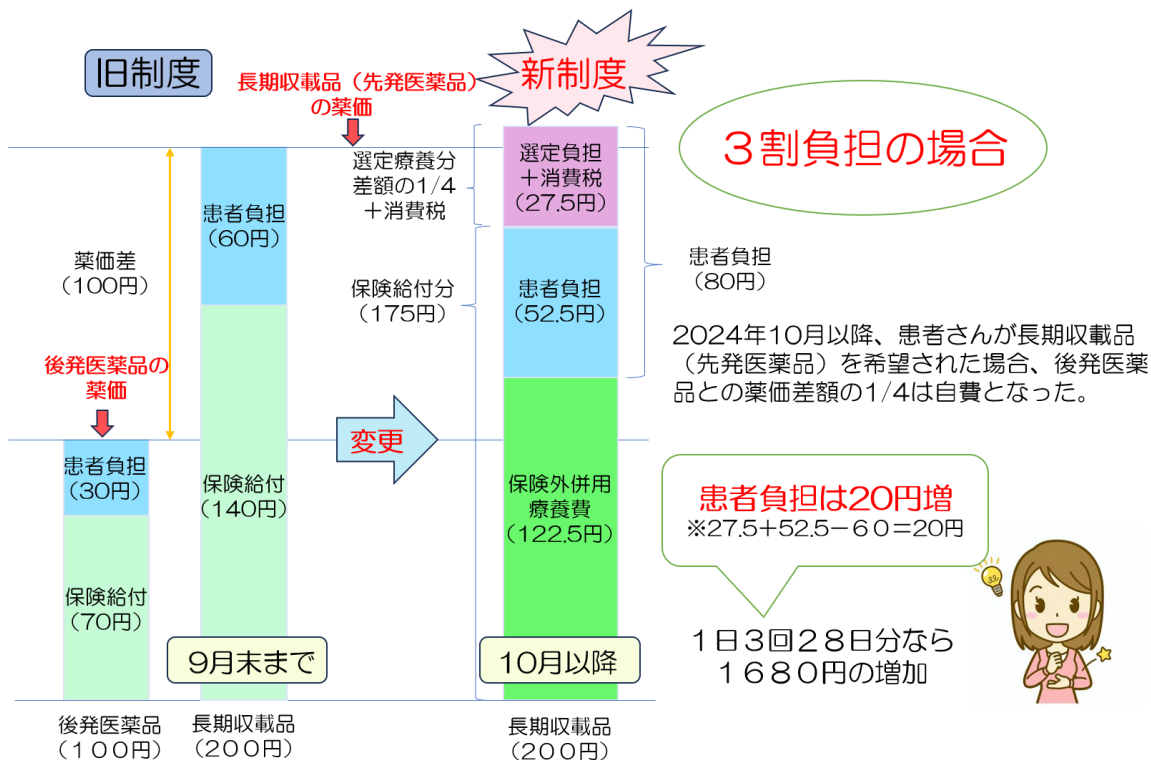 旧制度
長期収載品（先発医薬品）
の薬価
新制度
３割負担の場合
選定療養分
差額の1/4
＋消費税
選定負担
＋消費税
（27.5円）
患者負担
（60円）
薬価差
（100円）
保険給付分
（175円）
患者負担
（52.5円）
患者負担
（80円）
2024年10月以降、患者さんが長期収載品
（先発医薬品）を希望された場合、後発医薬
品との薬価差額の1/4は自費となった。
後発医薬品の
薬価
変更
患者負担
（30円）
保険給付
（140円）
保険外併用
療養費
（122.5円）
患者負担は20円増
※27.5＋52.5－６０＝20円
保険給付
（70円）
9月末まで
10月以降
１日３回２８日分なら
１６８０円の増加
後発医薬品
（１００円）
長期収載品
（２００円）
長期収載品
（２００円）